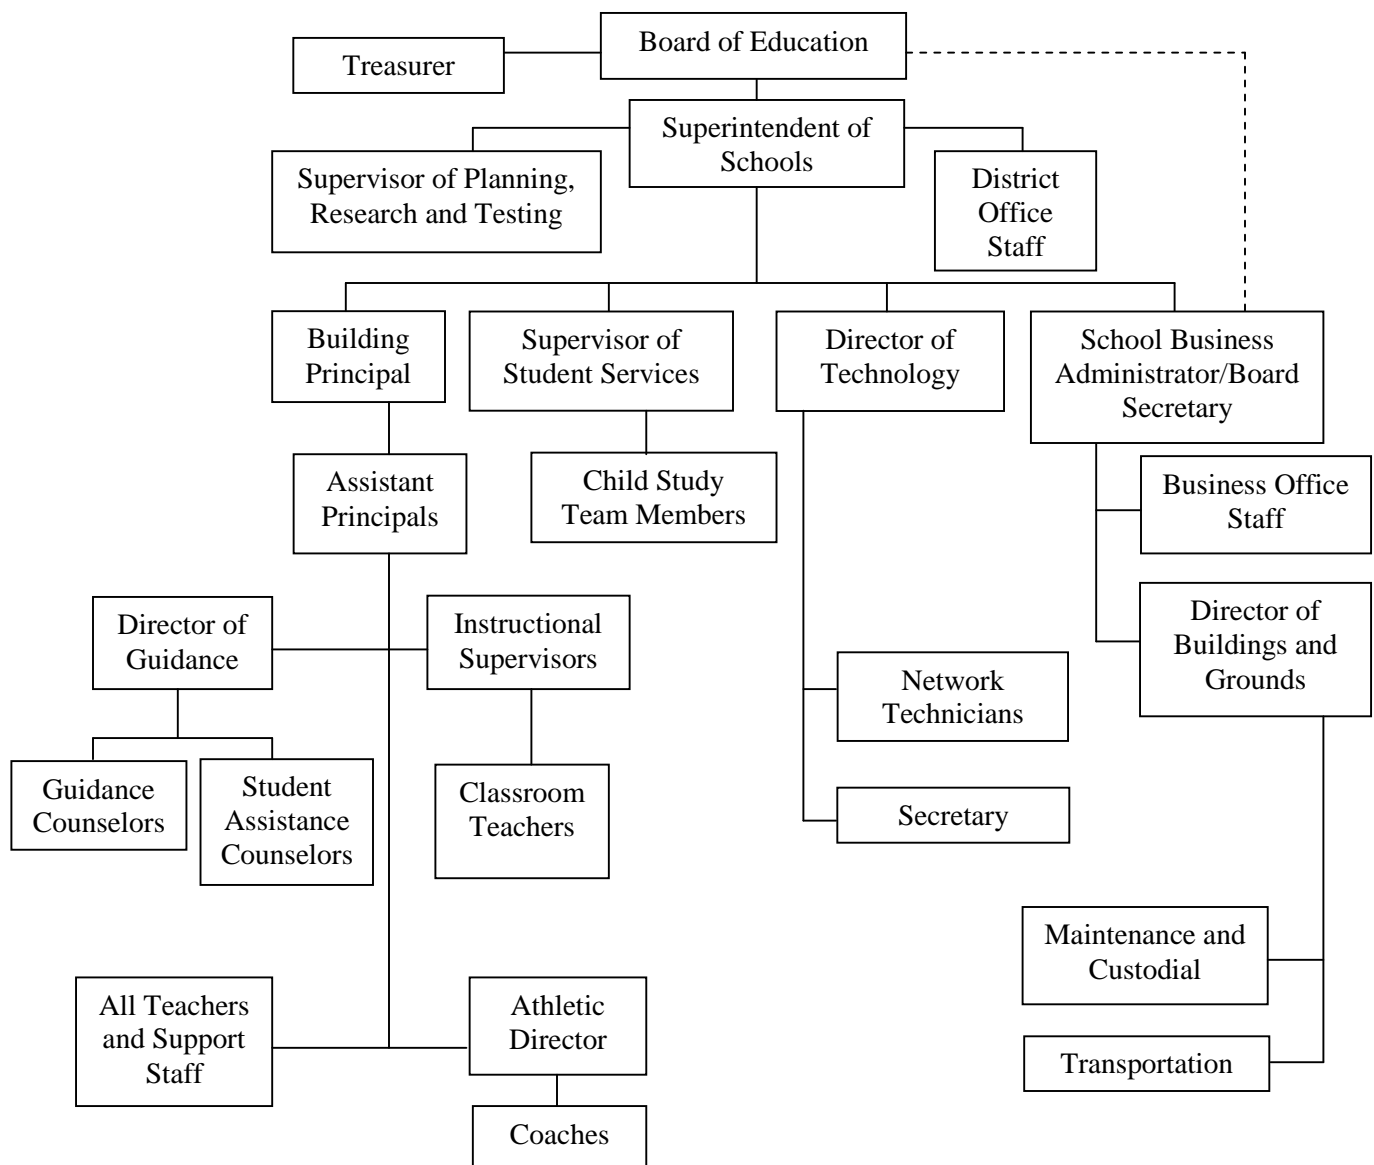 Board of Education
Treasurer
Superintendent of
Schools
Supervisor of Planning,
Research and Testing
District
Office
Staff
Building
Principal
Supervisor of
Student Services
Director of
Technology
School Business
Administrator/Board
Secretary
Assistant
Principals
Child Study
Team Members
Business Office
Staff
Director of
Guidance
Instructional
Supervisors
Director of
Buildings and
Grounds
Network
Technicians
Guidance
Counselors
Student
Assistance
Counselors
Classroom
Teachers
Secretary
Maintenance and
Custodial
All Teachers
and Support
Staff
Athletic
Director
Transportation
Coaches